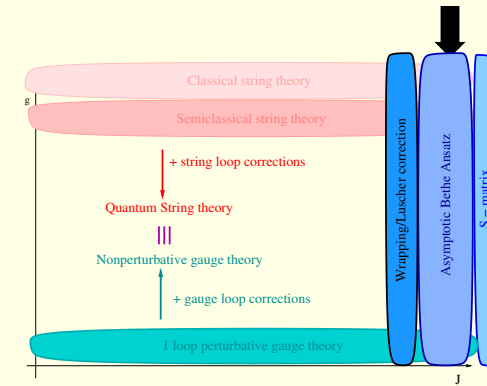 Classical string theory
g
Semiclassical string theory
+ string loop corrections
Quantum String theory
Nonperturbative gauge theory
+ gauge loop corrections
1 loop perturbative gauge theory
J
Wrapping/Luscher correction
Asymptotic Bethe Ansatz
S − matrix